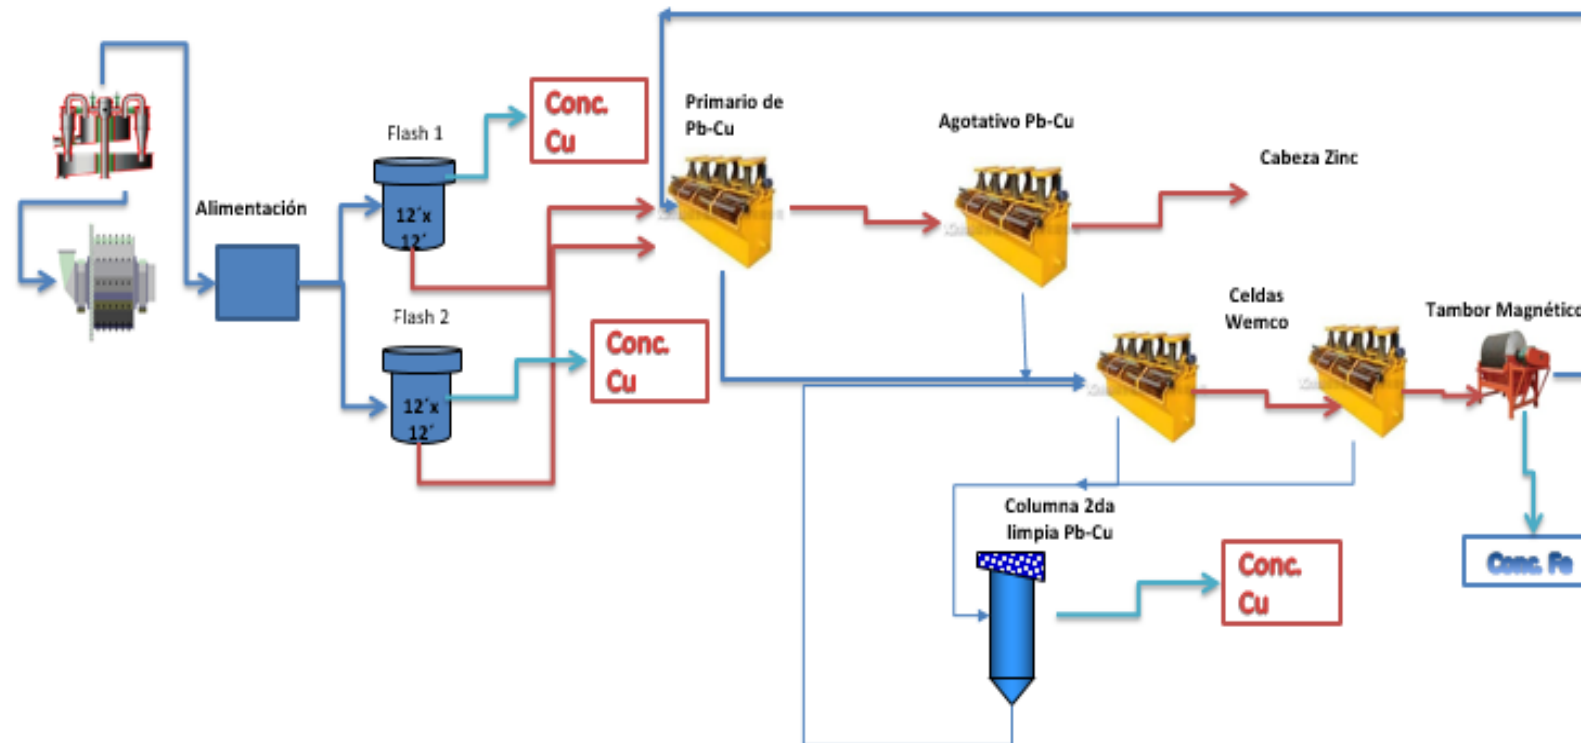 Conc.
Cu
Primario de
Pb-Cu
Agotativo Pb-Cu
Cabeza Zinc
Flash 1
Alimentación
12´x
12´
Flash 2
Conc.
Cu
12´x
12´
Celdas
Wemco
Tambor Magnético
Columna 2da
limpia Pb-Cu
Conc.
Cu
Conc. Fe